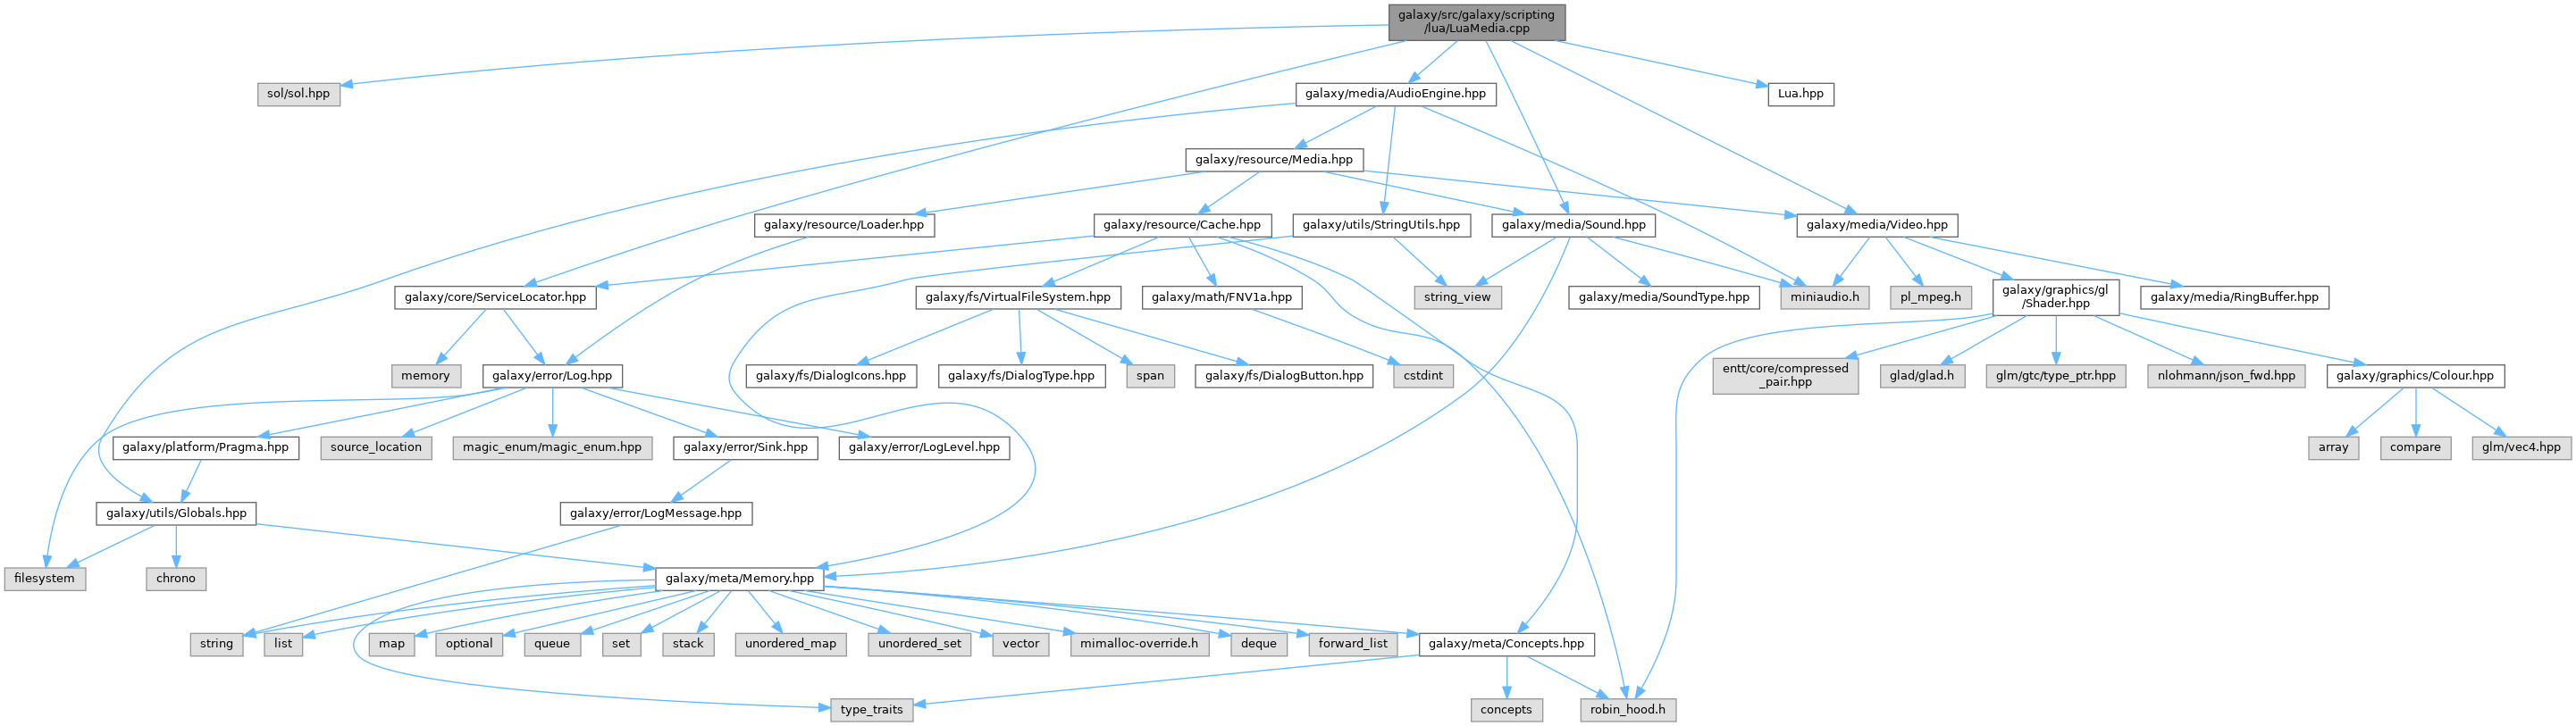 galaxy/src/galaxy/scripting
/lua/LuaMedia.cpp
sol/sol.hpp
galaxy/media/AudioEngine.hpp
Lua.hpp
galaxy/resource/Media.hpp
galaxy/resource/Loader.hpp
galaxy/resource/Cache.hpp
galaxy/utils/StringUtils.hpp
galaxy/media/Sound.hpp
galaxy/media/Video.hpp
galaxy/core/ServiceLocator.hpp
galaxy/fs/VirtualFileSystem.hpp
galaxy/math/FNV1a.hpp
string_view
galaxy/media/SoundType.hpp
miniaudio.h
pl_mpeg.h
galaxy/graphics/gl
/Shader.hpp
galaxy/media/RingBuffer.hpp
memory
galaxy/error/Log.hpp
galaxy/fs/DialogIcons.hpp
galaxy/fs/DialogType.hpp
span
galaxy/fs/DialogButton.hpp
cstdint
entt/core/compressed
_pair.hpp
glad/glad.h
glm/gtc/type_ptr.hpp
nlohmann/json_fwd.hpp
galaxy/graphics/Colour.hpp
galaxy/platform/Pragma.hpp
source_location
magic_enum/magic_enum.hpp
galaxy/error/Sink.hpp
galaxy/error/LogLevel.hpp
array
compare
glm/vec4.hpp
galaxy/utils/Globals.hpp
galaxy/error/LogMessage.hpp
filesystem
chrono
galaxy/meta/Memory.hpp
string
list
map
optional
queue
set
stack
unordered_map
unordered_set
vector
mimalloc-override.h
deque
forward_list
galaxy/meta/Concepts.hpp
type_traits
concepts
robin_hood.h